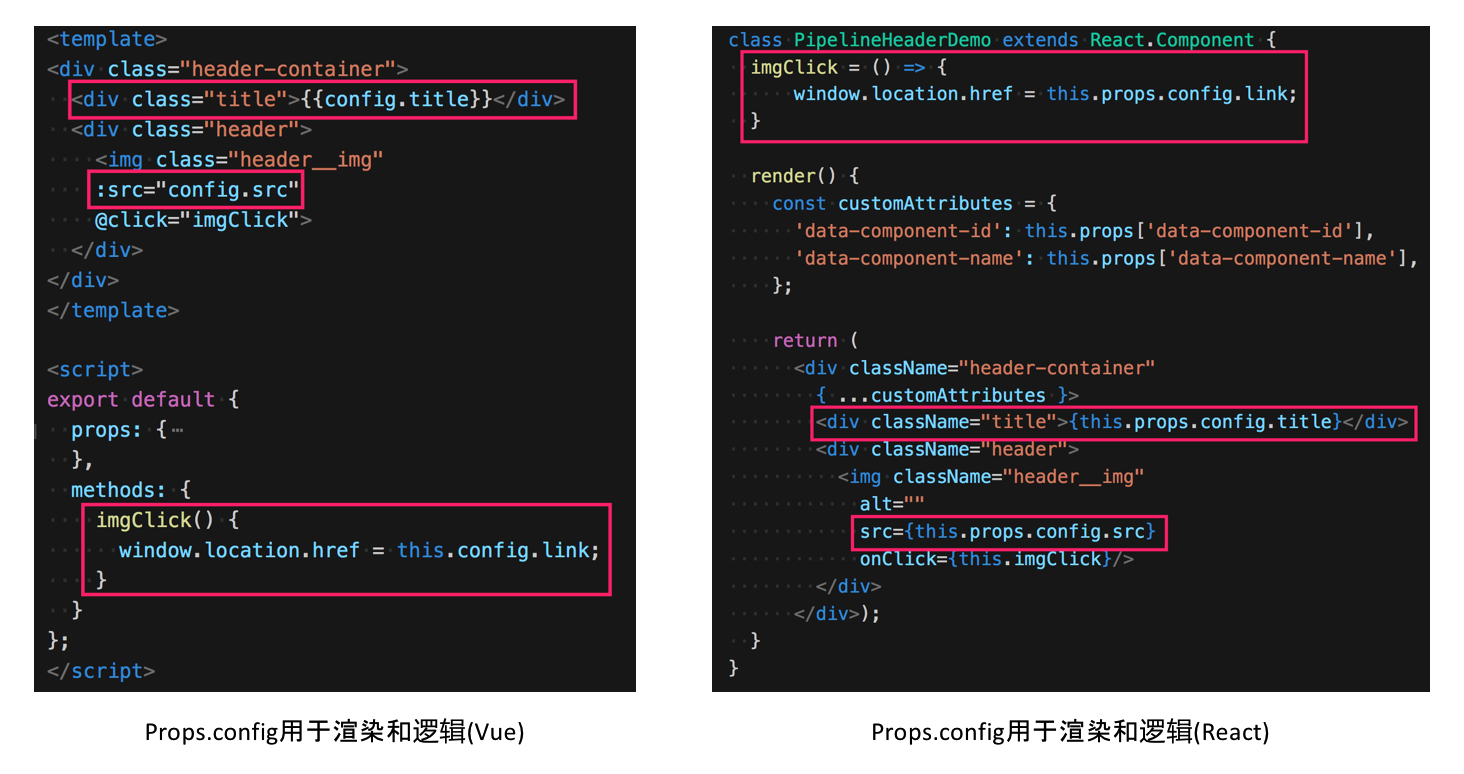 <template>
<div class="header-container">
  <div class="title">{{config.title}}</div>
  <div class="header">
    <img class="header__img"
    :src="config.src"
    @click="imgClick">
  </div>
</div>
</template>

<script>
export default {
  props: {…
  },
  methods: {
    imgClick() {
      window.location.href = this.config.link;
    }
  }
};
</script>
Props.config用于渲染和逻辑(Vue)
class PipelineHeaderDemo extends React.Component {
  imgClick = () => {
      window.location.href = this.props.config.link;
  }

  render() {
    const customAttributes = {
      'data-component-id': this.props['data-component-id'],
      'data-component-name': this.props['data-component-name'],
    };

    return (
      <div className="header-container"
        { ...customAttributes }>
        <div className="title">{this.props.config.title}</div>
        <div className="header">
          <img className="header__img"
            alt=""
            src={this.props.config.src}
            onClick={this.imgClick}/>
        </div>
      </div>);
  }
}
Props.config用于渲染和逻辑(React)